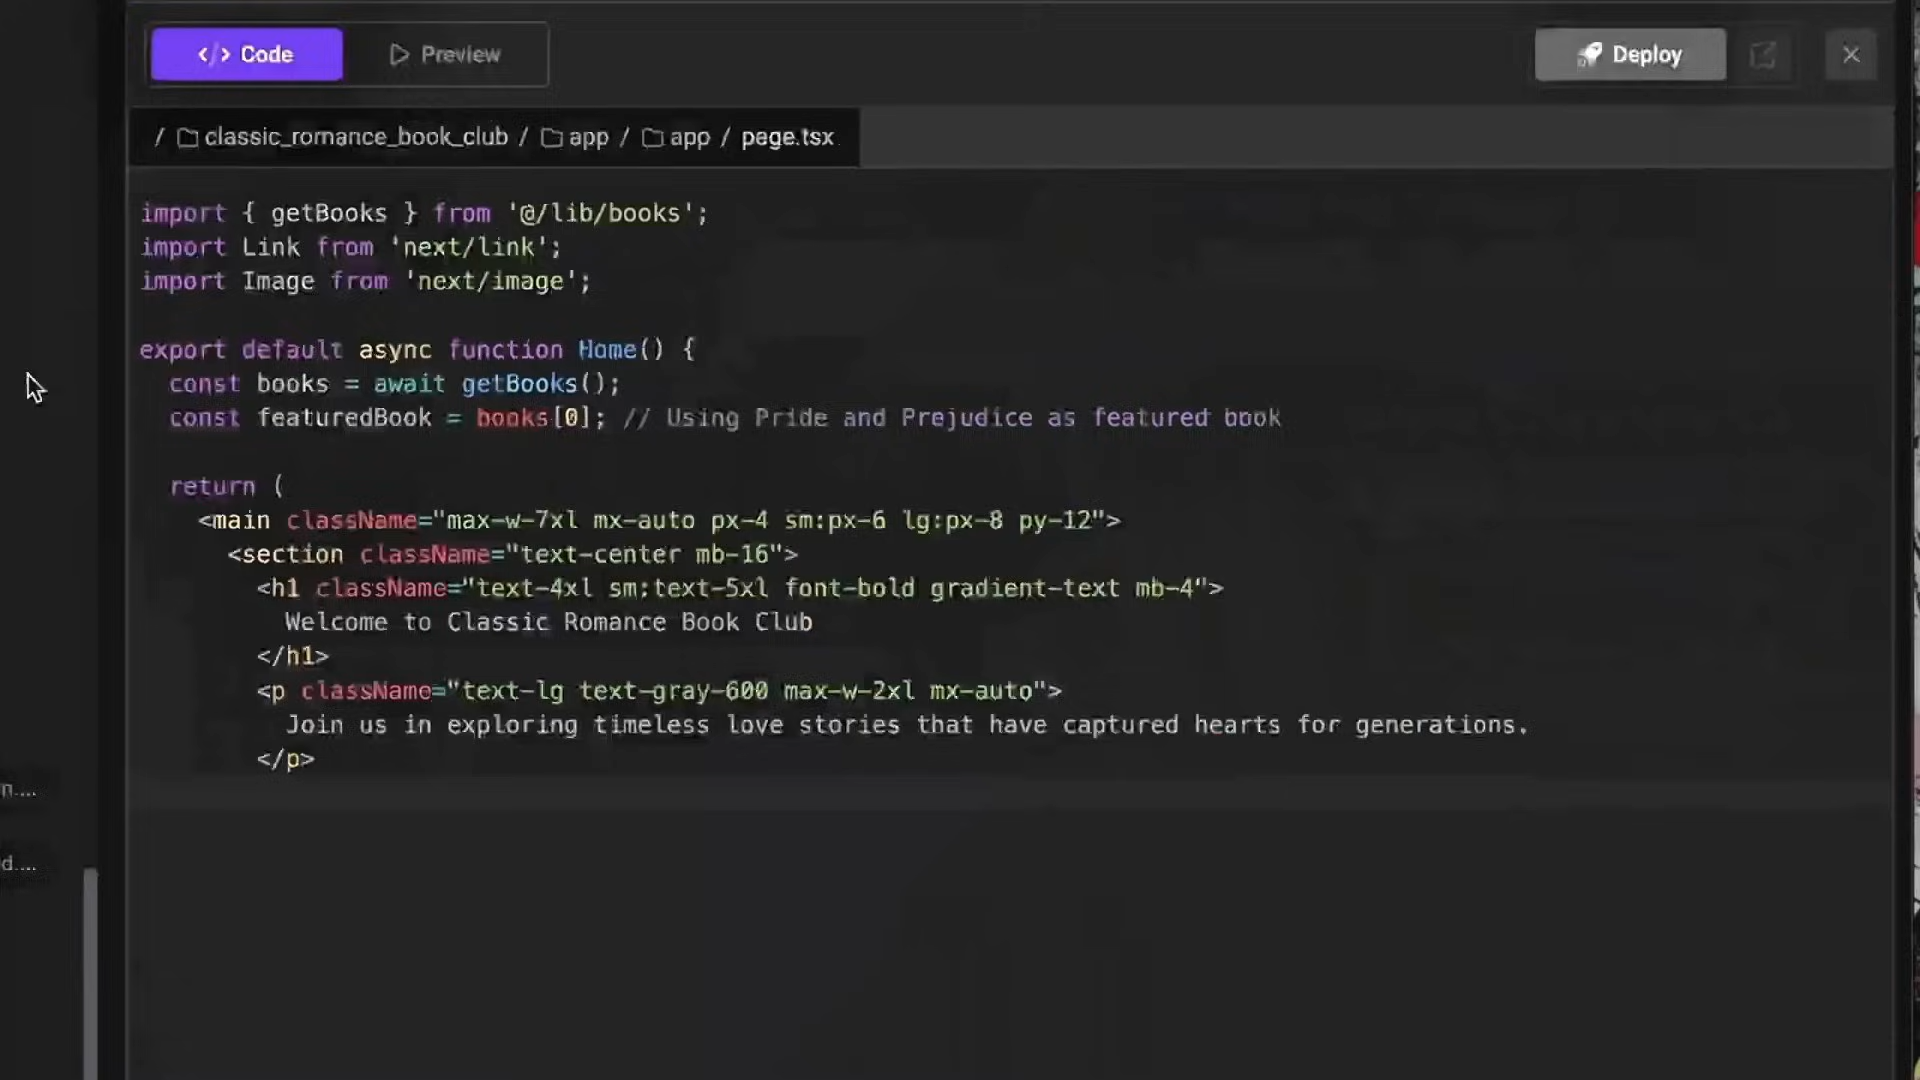 </> Code
Preview
Deploy
/ classic_romance_book_club / app / app / page.tsx
import { getBooks } from '@/lib/books';
import Link from 'next/link';
import Image from 'next/image';
export default async function Home() {
const books = await getBooks();
const featuredBook = books[0]; // Using Pride and Prejudice as featured book
return (
<main className="max-w-7xl mx-auto px-4 sm:px-6 lg:px-8 py-12">
<section className="text-center mb-16">
<h1 className="text-4xl sm:text-5xl font-bold gradient-text mb-4">
Welcome to Classic Romance Book Club
</h1>
<p className="text-lg text-gray-600 max-w-2xl mx-auto">
Join us in exploring timeless love stories that have captured hearts for generations.
</p>
n....
d....